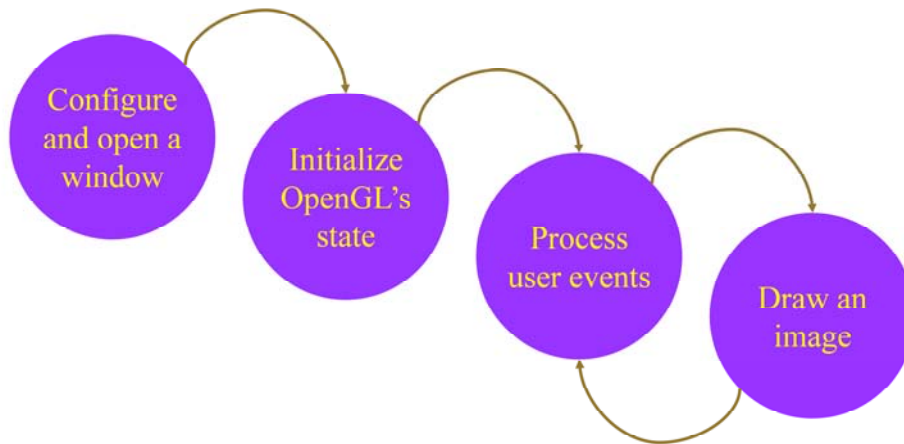 Configure
and open a
window
Initialize
OpenGL’s
state
Process
user events
Draw an
image